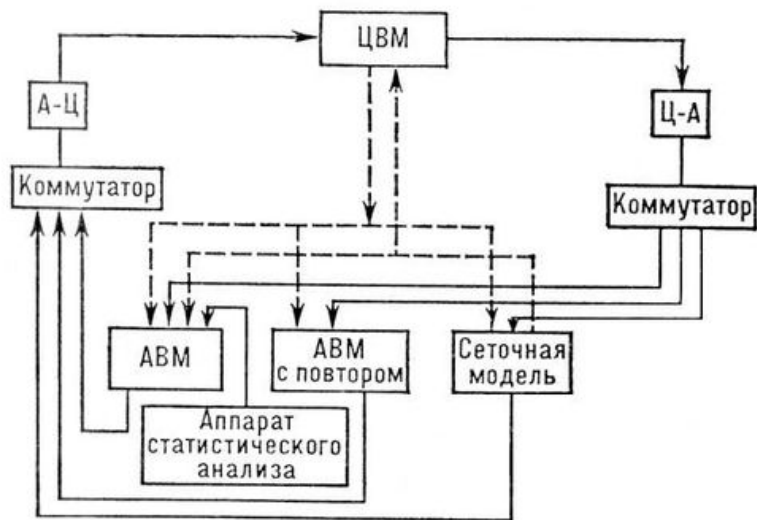 ЦВМ
А-Ц
Ц-А
Коммутатор
Коммутатор
АВМ
АВМ
с повтором
Сеточная
модель
Аппарат
статистического
анализа